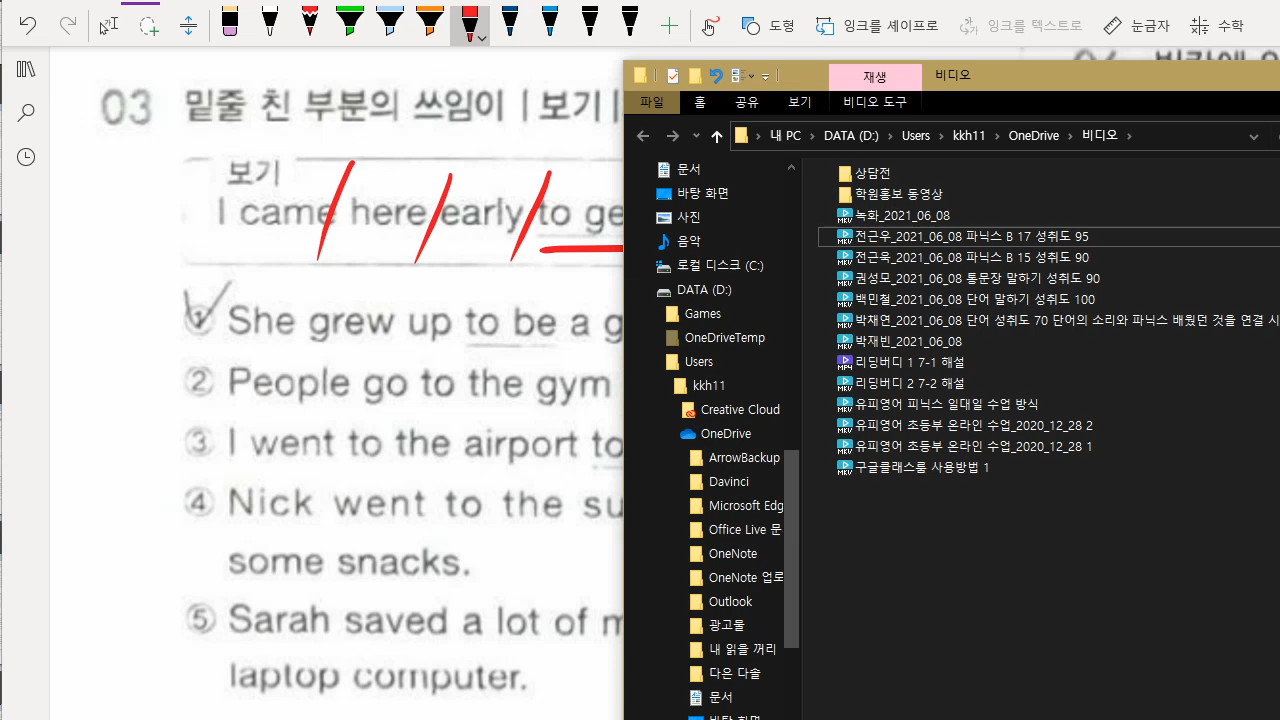 도형
잉크를 셰이프로
잉크를 텍스트로
눈금자
수학
03 밑줄 친 부분의 쓰임이 |보기|
보기
I came here early to ge
① She grew up to be a g
② People go to the gym
③ I went to the airport to
④ Nick went to the su
some snacks.
⑤ Sarah saved a lot of m
laptop computer.
재생
비디오
파일
홈
공유
보기
비디오 도구
내 PC > DATA (D:) > Users > kkh11 > OneDrive > 비디오 >
문서
바탕 화면
사진
음악
로컬 디스크 (C:)
DATA (D:)
Games
OneDriveTemp
Users
kkh11
Creative Cloud
OneDrive
ArrowBackup
Davinci
Microsoft Edg
Office Live 문
OneNote
OneNote 업로
Outlook
광고물
내 읽을 꺼리
다은 다솔
문서
바탕 화면
상담전
학원홍보 동영상
녹화_2021_06_08
전근우_2021_06_08 파닉스 B 17 성취도 95
전근욱_2021_06_08 파닉스 B 15 성취도 90
권성모_2021_06_08 통문장 말하기 성취도 90
백민철_2021_06_08 단어 말하기 성취도 100
박재연_2021_06_08 단어 성취도 70 단어의 소리와 파닉스 배웠던 것을 연결 시
박재빈_2021_06_08
리딩버디 1 7-1 해설
리딩버디 2 7-2 해설
유피영어 피닉스 일대일 수업 방식
유피영어 초등부 온라인 수업_2020_12_28 2
유피영어 초등부 온라인 수업_2020_12_28 1
구글클래스룸 사용방법 1